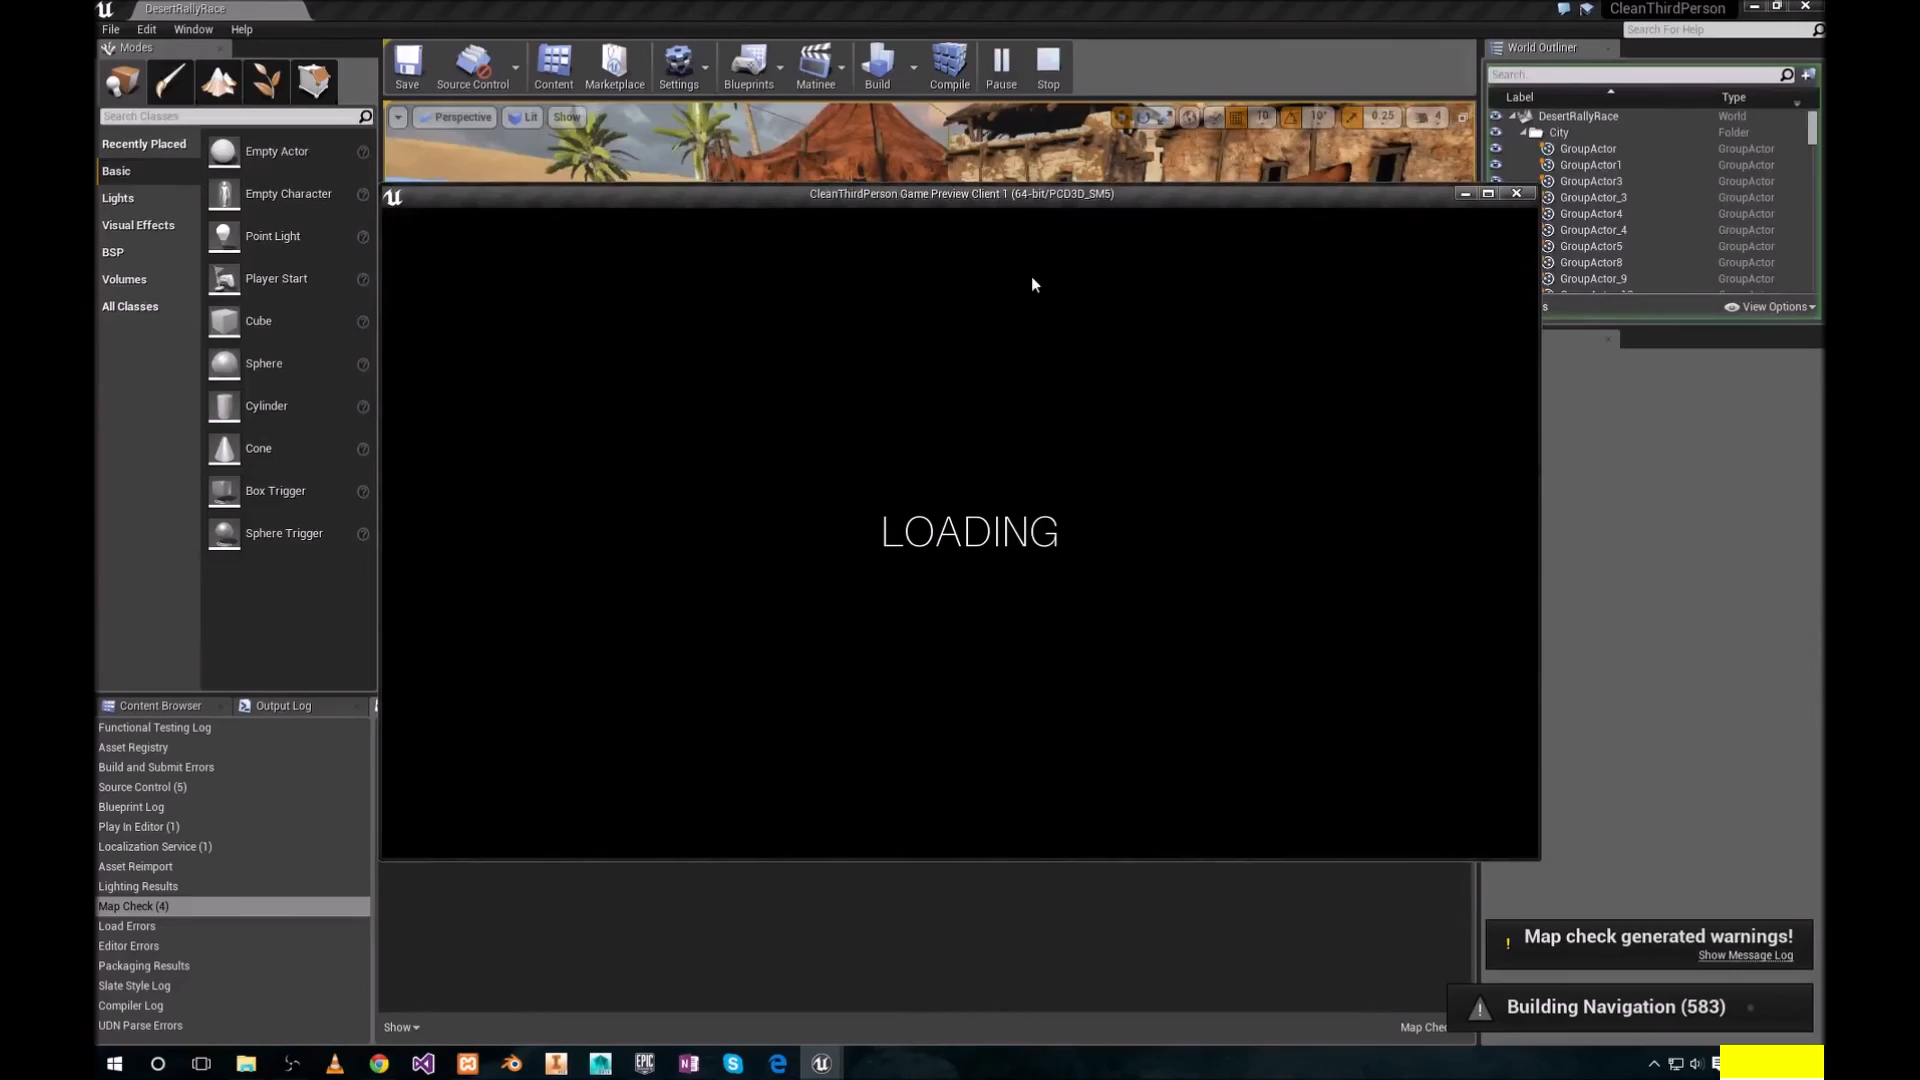 DesertRallyRace
CleanThirdPerson
File Edit Window Help
Search For Help
Modes
World Outliner
Save Source Control Content Marketplace Settings Blueprints Matinee Build Compile Pause Stop
Search...
Label Type
Search Classes
Perspective Lit Show
10 10° 0.25 4
DesertRallyRace World
City Folder
GroupActor GroupActor
GroupActor1 GroupActor
GroupActor3 GroupActor
GroupActor_3 GroupActor
GroupActor4 GroupActor
GroupActor_4 GroupActor
GroupActor5 GroupActor
GroupActor8 GroupActor
GroupActor_9 GroupActor
View Options
Recently Placed
Basic
Lights
Visual Effects
BSP
Volumes
All Classes
Empty Actor
Empty Character
Point Light
Player Start
Cube
Sphere
Cylinder
Cone
Box Trigger
Sphere Trigger
CleanThirdPerson Game Preview Client 1 (64-bit/PCD3D_SM5)
LOADING
Content Browser Output Log
Functional Testing Log
Asset Registry
Build and Submit Errors
Source Control (5)
Blueprint Log
Play In Editor (1)
Localization Service (1)
Asset Reimport
Lighting Results
Map Check (4)
Load Errors
Editor Errors
Packaging Results
Slate Style Log
Compiler Log
UDN Parse Errors
Show
Map check generated warnings!
Show Message Log
Building Navigation (583)
EPIC